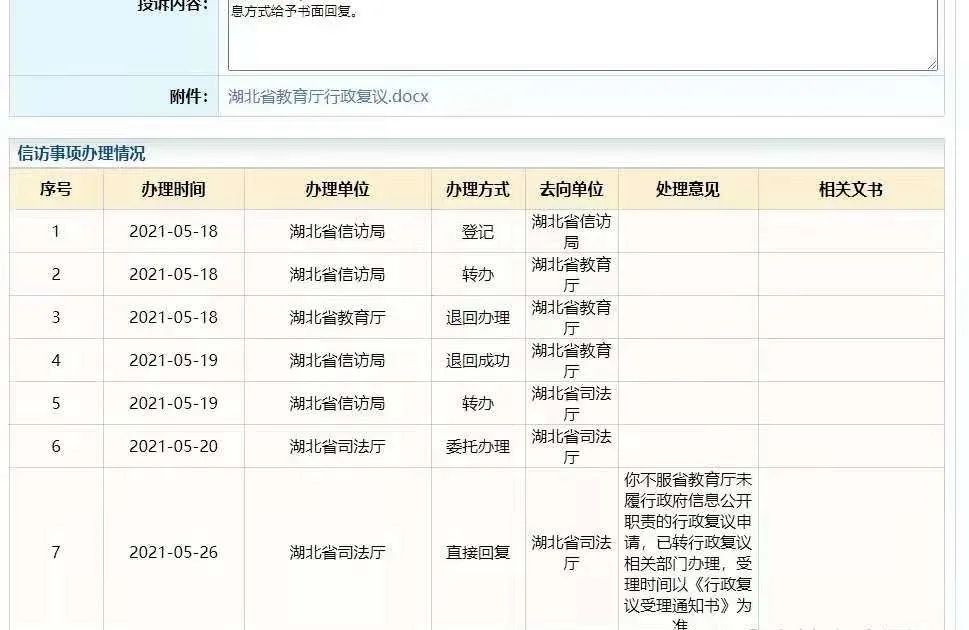 投诉内容：
息方式给予书面回复。
附件： 湖北省教育厅行政复议.docx
信访事项办理情况
序号 办理时间 办理单位 办理方式 去向单位 处理意见 相关文书
1 2021-05-18 湖北省信访局 登记 湖北省信访
局
2 2021-05-18 湖北省信访局 转办 湖北省教育
厅
3 2021-05-18 湖北省教育厅 退回办理 湖北省教育
厅
4 2021-05-19 湖北省信访局 退回成功 湖北省教育
厅
5 2021-05-19 湖北省信访局 转办 湖北省司法
厅
6 2021-05-20 湖北省司法厅 委托办理 湖北省司法
厅
7 2021-05-26 湖北省司法厅 直接回复 湖北省司法
厅
你不服省教育厅未
履行政府信息公开
职责的行政复议申
请，已转行政复议
相关部门办理，受
理时间以《行政复
议受理通知书》为
准